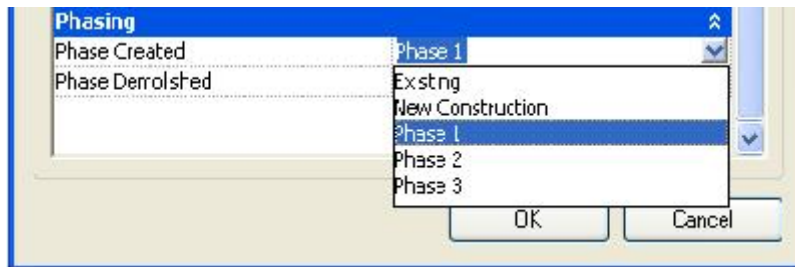 Phasing
Phase Created Phase 1
Phase Demolished
Existing
New Construction
Phase 1
Phase 2
Phase 3
OK Cancel